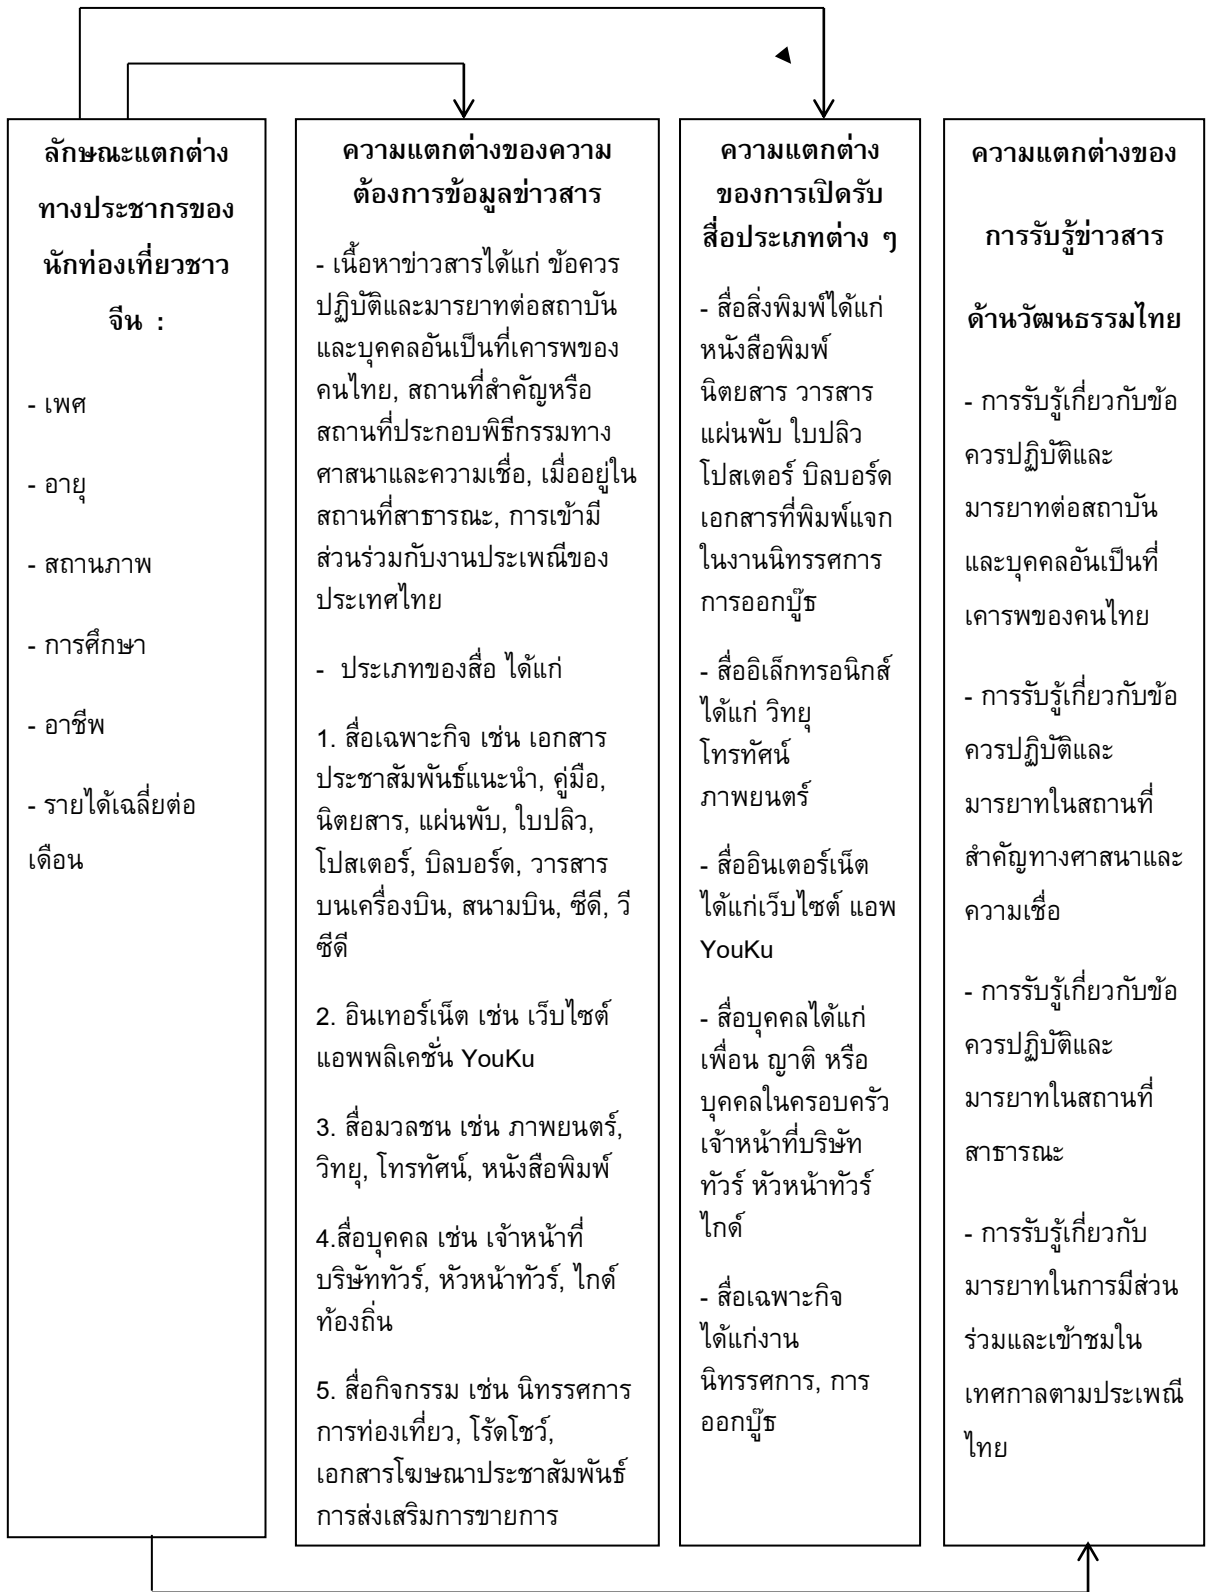 ลักษณะแตกต่าง
ทางประชากรของ
นักท่องเที่ยวชาว
จีน :
- เพศ
- อายุ
- สถานภาพ
- การศึกษา
- อาชีพ
- รายได้เฉลี่ยต่อ
เดือน
ความแตกต่างของความ
ต้องการข้อมูลข่าวสาร
- เนื้อหาข่าวสารได้แก่ ข้อควร
ปฏิบัติและมารยาทต่อสถาบัน
และบุคคลอันเป็นที่เคารพของ
คนไทย, สถานที่สำคัญหรือ
สถานที่ประกอบพิธีกรรมทาง
ศาสนาและความเชื่อ, เมื่ออยู่ใน
สถานที่สาธารณะ, การเข้ามี
ส่วนร่วมกับงานประเพณีของ
ประเทศไทย
- ประเภทของสื่อ ได้แก่
1. สื่อเฉพาะกิจ เช่น เอกสาร
ประชาสัมพันธ์แนะนำ, คู่มือ,
นิตยสาร, แผ่นพับ, ใบปลิว,
โปสเตอร์, บิลบอร์ด, วารสาร
บนเครื่องบิน, สนามบิน, ซีดี, วี
ซีดี
2. อินเทอร์เน็ต เช่น เว็บไซต์
แอพพลิเคชั่น YouKu
3. สื่อมวลชน เช่น ภาพยนตร์,
วิทยุ, โทรทัศน์, หนังสือพิมพ์
4.สื่อบุคคล เช่น เจ้าหน้าที่
บริษัททัวร์, หัวหน้าทัวร์, ไกด์
ท้องถิ่น
5. สื่อกิจกรรม เช่น นิทรรศการ
การท่องเที่ยว, โร้ดโชว์,
เอกสารโฆษณาประชาสัมพันธ์
การส่งเสริมการขายการ
ความแตกต่าง
ของการเปิดรับ
สื่อประเภทต่าง ๆ
- สื่อสิ่งพิมพ์ได้แก่
หนังสือพิมพ์
นิตยสาร วารสาร
แผ่นพับ ใบปลิว
โปสเตอร์ บิลบอร์ด
เอกสารที่พิมพ์แจก
ในงานนิทรรศการ
การออกบู๊ธ
- สื่ออิเล็กทรอนิกส์
ได้แก่ วิทยุ
โทรทัศน์
ภาพยนตร์
- สื่ออินเตอร์เน็ต
ได้แก่เว็บไซต์ แอพ
YouKu
- สื่อบุคคลได้แก่
เพื่อน ญาติ หรือ
บุคคลในครอบครัว
เจ้าหน้าที่บริษัท
ทัวร์ หัวหน้าทัวร์
ไกด์
- สื่อเฉพาะกิจ
ได้แก่งาน
นิทรรศการ, การ
ออกบู๊ธ
ความแตกต่างของ
การรับรู้ข่าวสาร
ด้านวัฒนธรรมไทย
- การรับรู้เกี่ยวกับข้อ
ควรปฏิบัติและ
มารยาทต่อสถาบัน
และบุคคลอันเป็นที่
เคารพของคนไทย
- การรับรู้เกี่ยวกับข้อ
ควรปฏิบัติและ
มารยาทในสถานที่
สำคัญทางศาสนาและ
ความเชื่อ
- การรับรู้เกี่ยวกับข้อ
ควรปฏิบัติและ
มารยาทในสถานที่
สาธารณะ
- การรับรู้เกี่ยวกับ
มารยาทในการมีส่วน
ร่วมและเข้าชมใน
เทศกาลตามประเพณี
ไทย